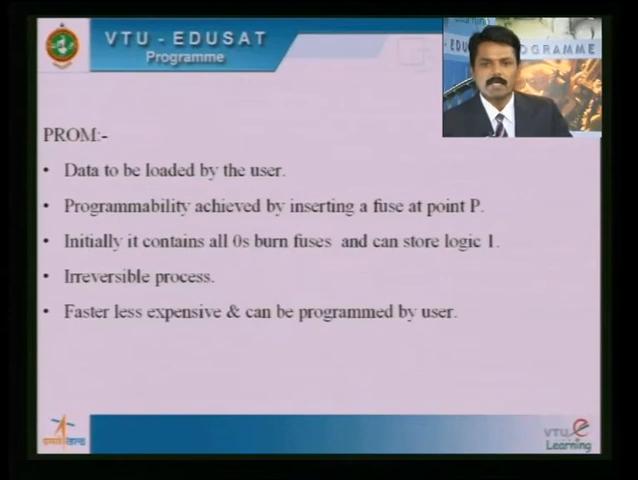 VTU - EDUSAT
Programme
- EDU
OGRAMME
PROM:-
• Data to be loaded by the user.
• Programmability achieved by inserting a fuse at point P.
• Initially it contains all 0s burn fuses and can store logic 1.
• Irreversible process.
• Faster less expensive & can be programmed by user.
VTU e
Learning